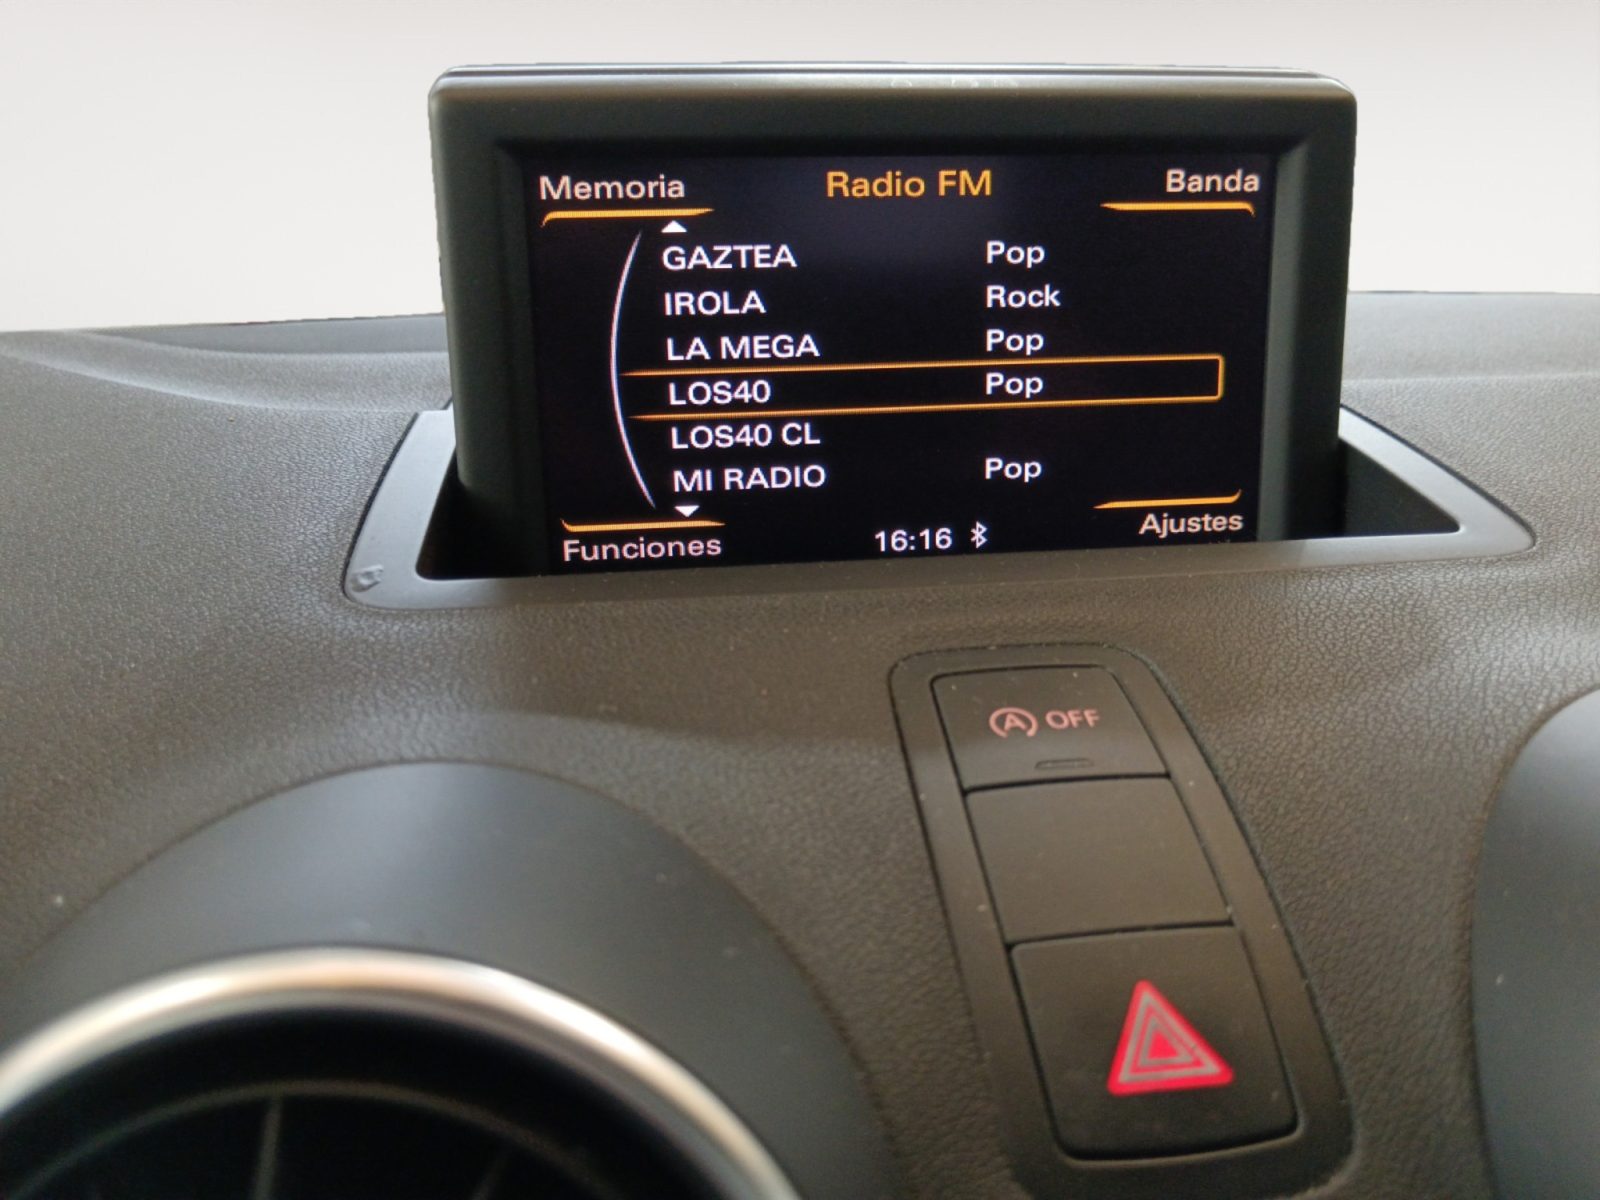 Memoria Radio FM Banda
GAZTEA Pop
IROLA Rock
LA MEGA Pop
LOS40 Pop
LOS40 CL
MI RADIO Pop
Funciones 16:16 Ajustes
A OFF